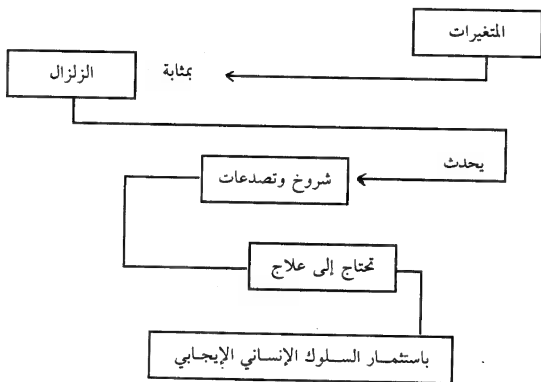 المتغيرات
بمثابة
الزلزال
يحدث
شروخ وتصدعات
تحتاج إلى علاج
باستثمار السلوك الإنساني الإيجابي